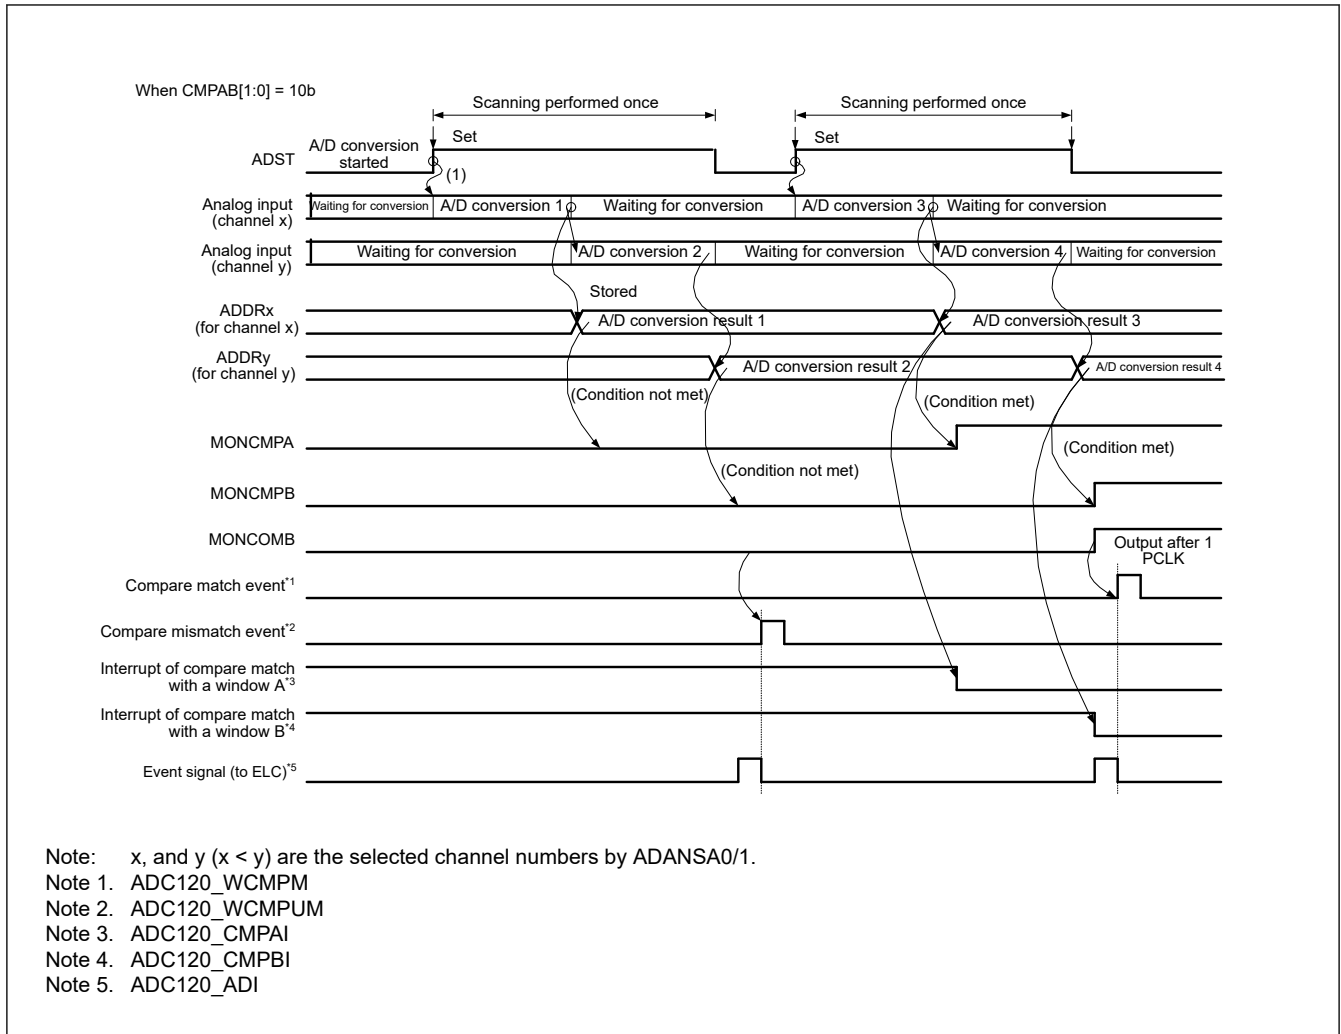 When CMPAB[1:0] = 10b
Scanning performed once
Scanning performed once
ADST
A/D conversion
started
Set
Set
(1)
Analog input
(channel x)
Waiting for conversion
A/D conversion 1
Waiting for conversion
A/D conversion 3
Waiting for conversion
Analog input
(channel y)
Waiting for conversion
A/D conversion 2
Waiting for conversion
A/D conversion 4
Waiting for conversion
Stored
ADDRx
(for channel x)
A/D conversion result 1
A/D conversion result 3
ADDRy
(for channel y)
A/D conversion result 2
A/D conversion result 4
(Condition not met)
(Condition met)
MONCMPA
(Condition met)
(Condition not met)
MONCMPB
MONCOMB
Output after 1
PCLK
Compare match event*1
Compare mismatch event*2
Interrupt of compare match
with a window A*3
Interrupt of compare match
with a window B*4
Event signal (to ELC)*5
Note: x, and y (x < y) are the selected channel numbers by ADANSA0/1.
Note 1. ADC120_WCMPM
Note 2. ADC120_WCMPUM
Note 3. ADC120_CMPAI
Note 4. ADC120_CMPBI
Note 5. ADC120_ADI